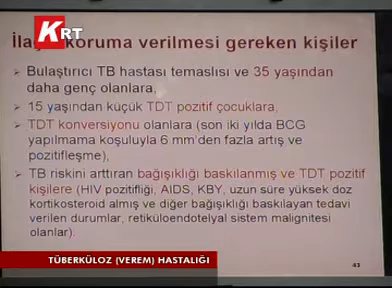 KRT
koruma verilmesi gereken kişiler
Bulaştırıcı TB hastası temaslısı ve 35 yaşından
daha genç olanlara,
15 yaşından küçük TDT pozitif çocuklara,
TDT konversiyonu olanlara (son iki yılda BCG
yapılmama koşuluyla 6 mm'den fazla artış ve
pozitifleşme),
TB riskini arttıran bağışıklığı baskılanmış ve TDT pozitif
kişilere (HIV pozitifliği, AIDS, KBY, uzun süre yüksek doz
kortikosteroid almış ve diğer bağışıklığı baskılayan tedavi
verilen durumlar, retiküloendotelyal sistem malignitesi
olanlar).
TÜBERKÜLOZ (VEREM) HASTALIĞI
43